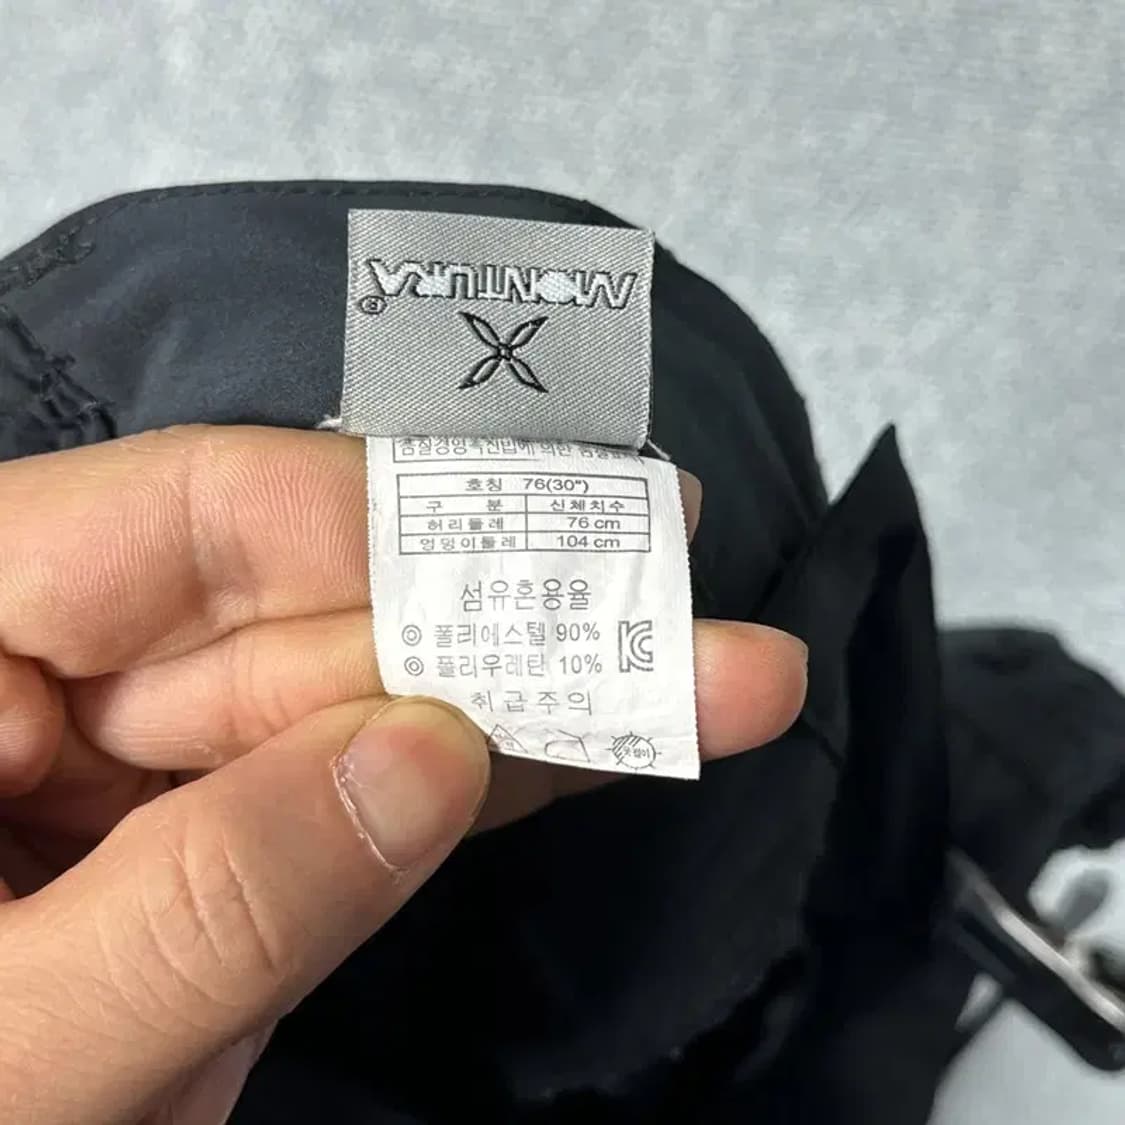 MONTURA
®
품질경영촉진법에 의한 품질표시
호칭 76(30")
구 분 신체치수
허리둘레 76 cm
엉덩이둘레 104 cm
섬유혼용율
◎ 폴리에스텔 90%
◎ 폴리우레탄 10%
취급주의
옷걸이